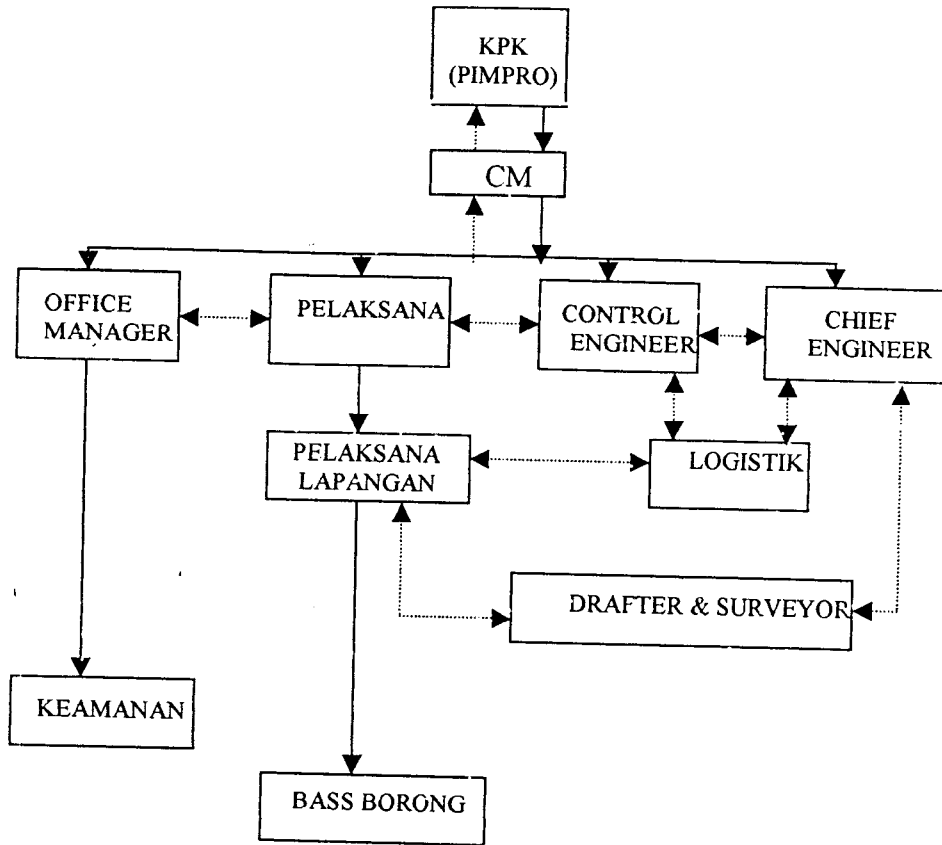 KPK
(PIMPRO)
CM
OFFICE
MANAGER
PELAKSANA
CONTROL
ENGINEER
CHIEF
ENGINEER
PELAKSANA
LAPANGAN
LOGISTIK
DRAFTER & SURVEYOR
KEAMANAN
BASS BORONG